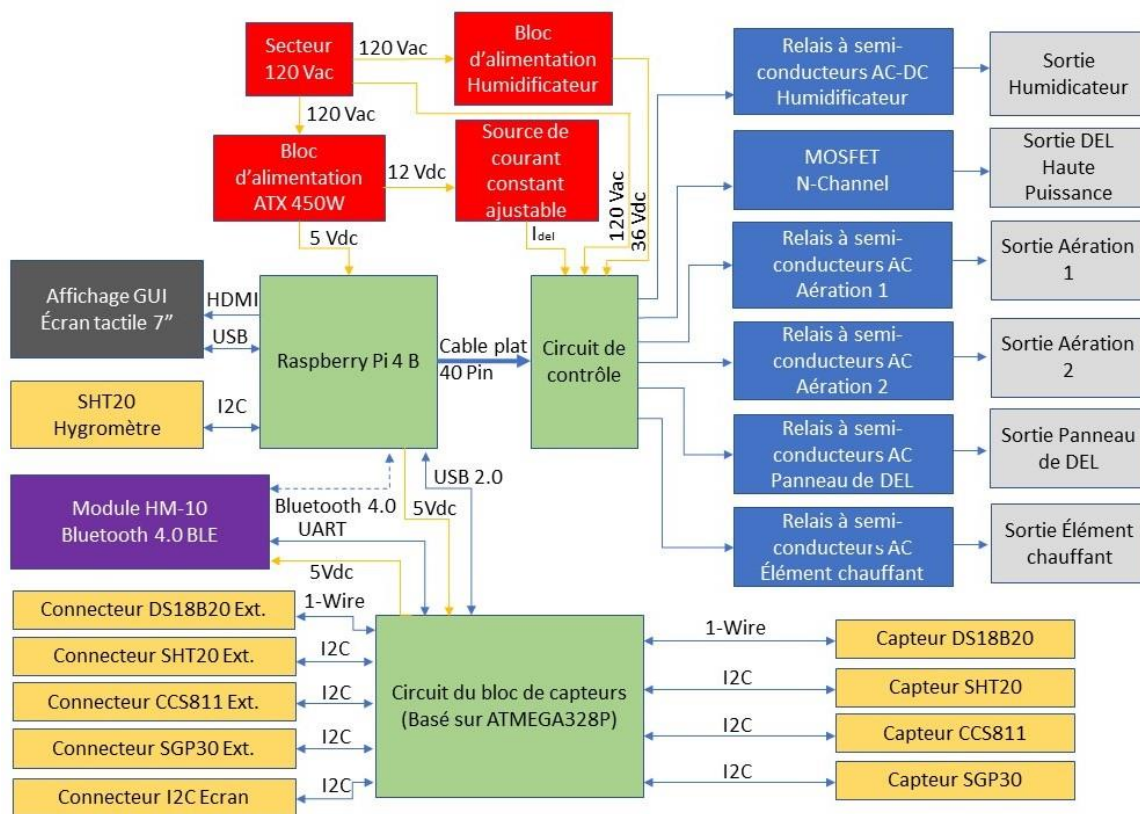 Secteur
120 Vac
120 Vac
Bloc
d'alimentation
Humidificateur
120 Vac
Bloc
d'alimentation
ATX 450W
12 Vdc
Source de
courant
constant
ajustable
5 Vdc
Idel
120 Vac
36 Vdc
Affichage GUI
Écran tactile 7”
HDMI
USB
SHT20
Hygromètre
I2C
Raspberry Pi 4 B
Cable plat
40 Pin
Circuit de
contrôle
Relais à semi-
conducteurs AC-DC
Humidificateur
Sortie
Humidicateur
MOSFET
N-Channel
Sortie DEL
Haute
Puissance
Relais à semi-
conducteurs AC
Aération 1
Sortie Aération
1
Relais à semi-
conducteurs AC
Aération 2
Sortie Aération
2
Relais à semi-
conducteurs AC
Panneau de DEL
Sortie Panneau
de DEL
Relais à semi-
conducteurs AC
Élément chauffant
Sortie Élément
chauffant
Module HM-10
Bluetooth 4.0 BLE
Bluetooth 4.0
UART
5Vdc
USB 2.0
5Vdc
Connecteur DS18B20 Ext.
1-Wire
Connecteur SHT20 Ext.
I2C
Connecteur CCS811 Ext.
I2C
Connecteur SGP30 Ext.
I2C
Connecteur I2C Ecran
I2C
Circuit du bloc de capteurs
(Basé sur ATMEGA328P)
1-Wire
Capteur DS18B20
I2C
Capteur SHT20
I2C
Capteur CCS811
I2C
Capteur SGP30